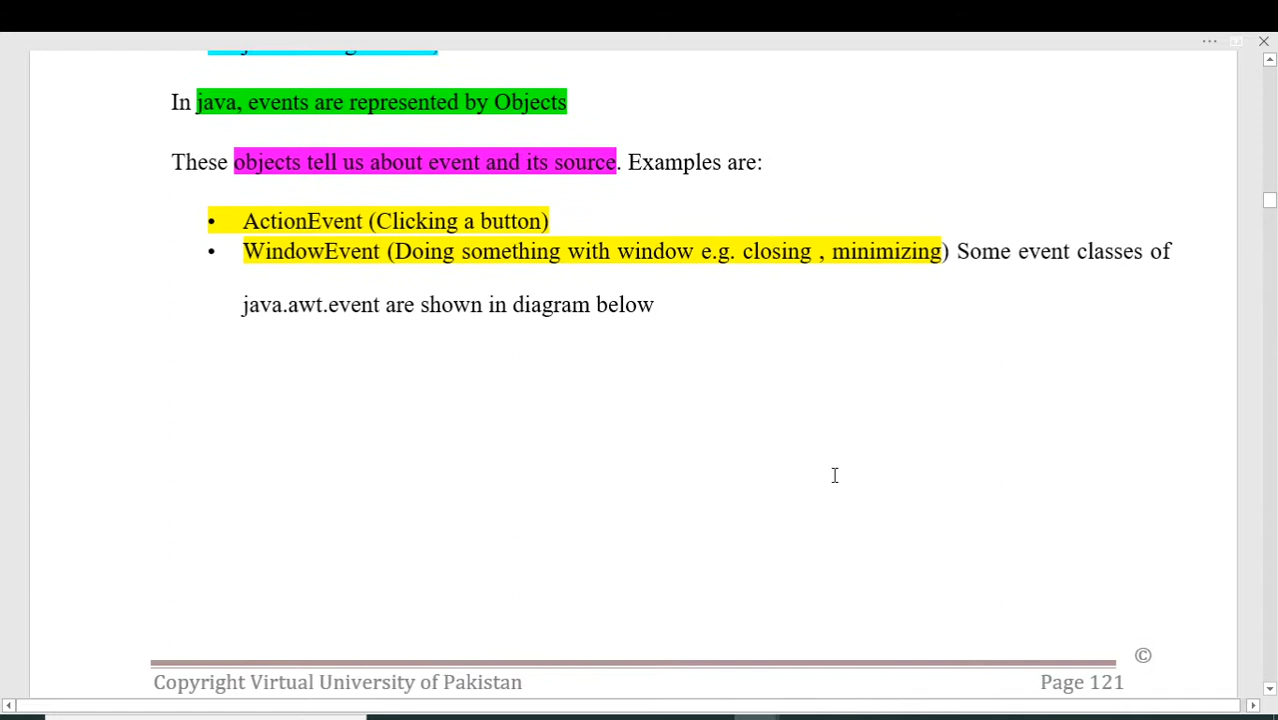 In java, events are represented by Objects
These objects tell us about event and its source. Examples are:
• ActionEvent (Clicking a button)
• WindowEvent (Doing something with window e.g. closing , minimizing) Some event classes of
java.awt.event are shown in diagram below
©
Copyright Virtual University of Pakistan Page 121